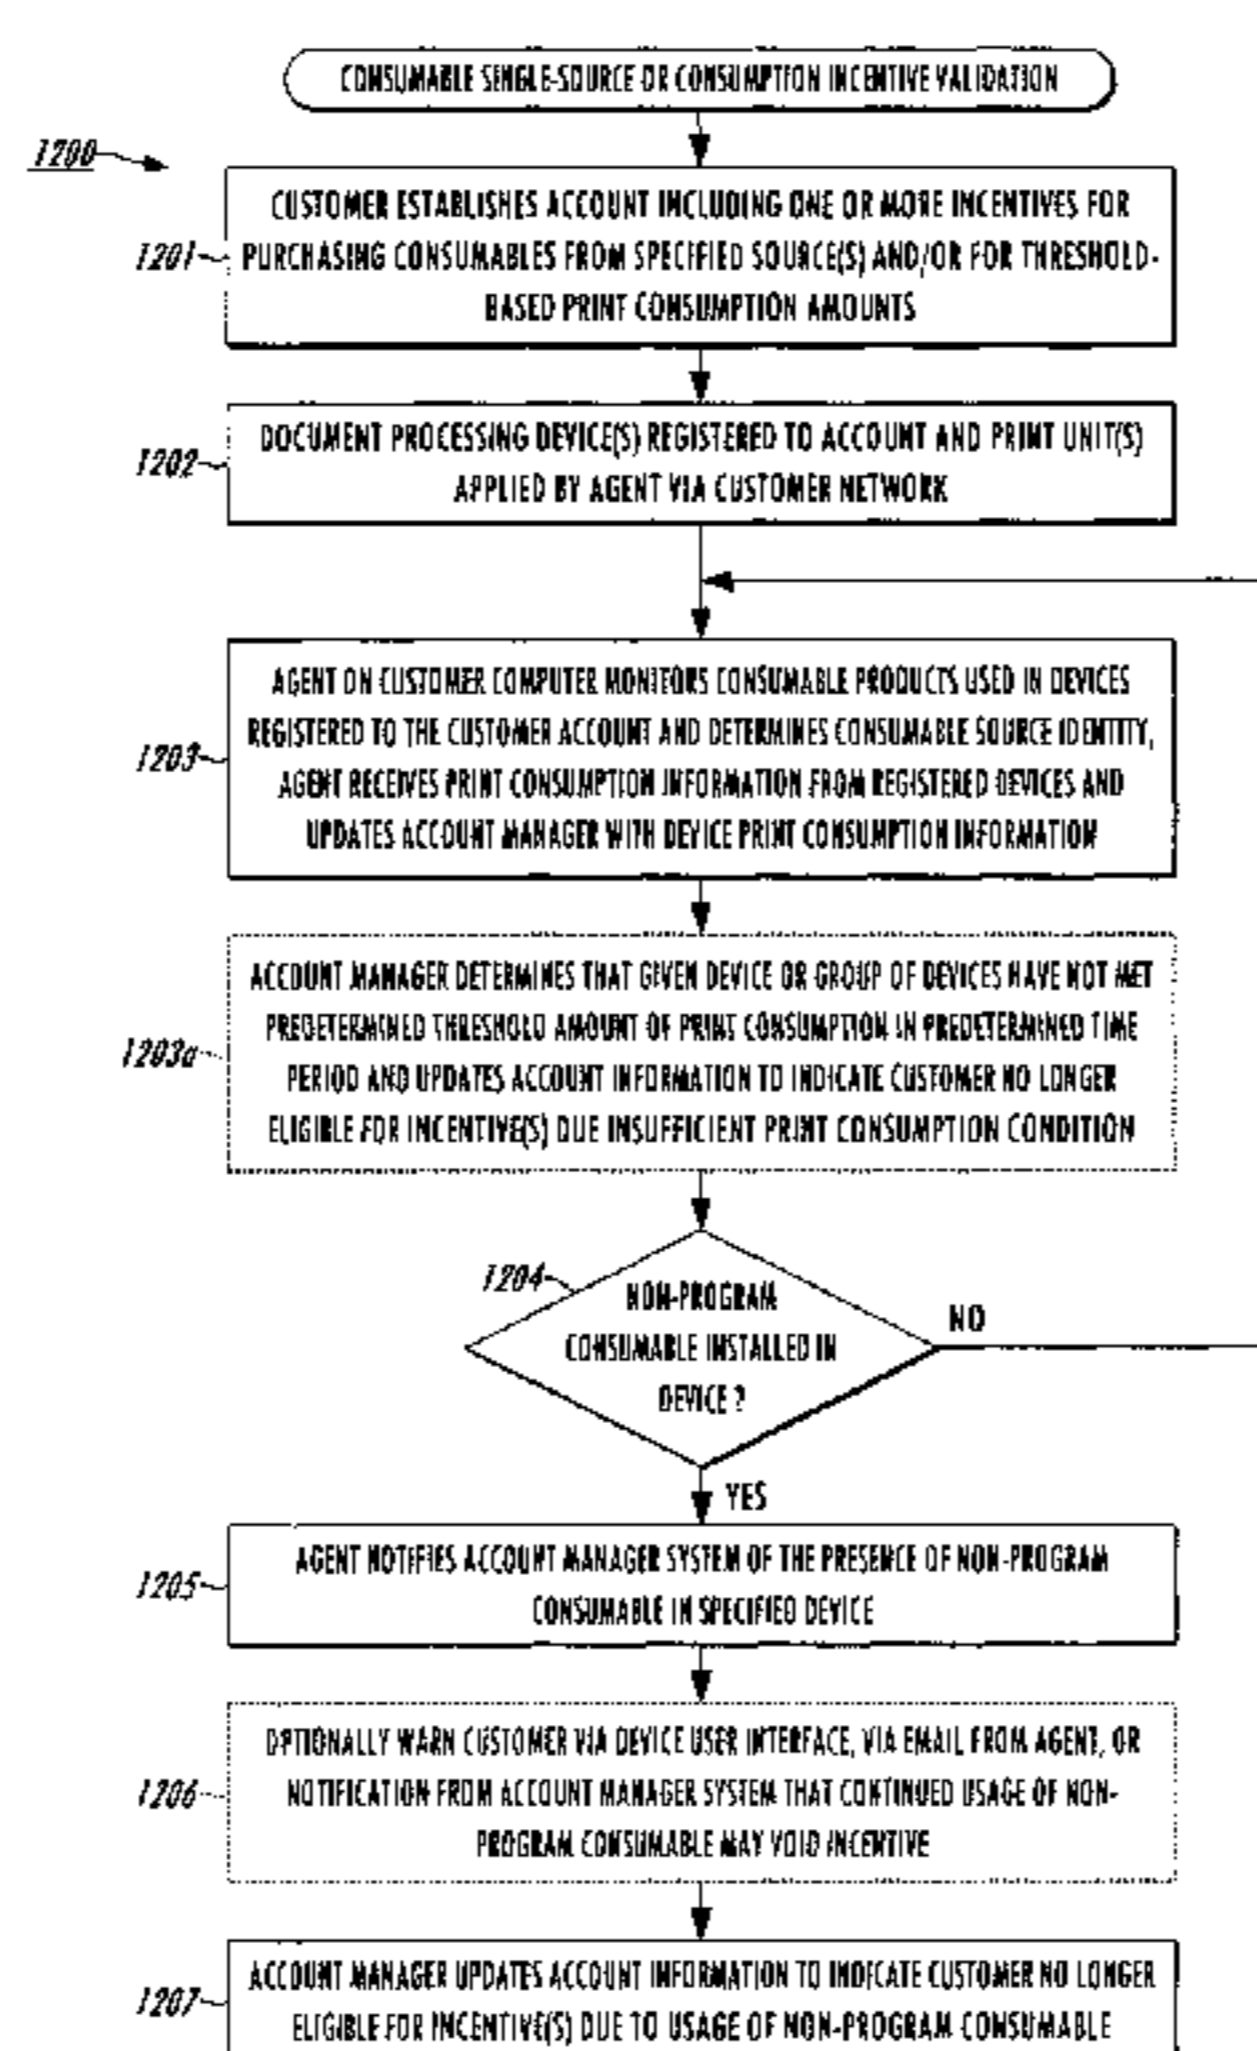 CONSUMABLE SINGLE-SOURCE OR CONSUMPTION INCENTIVE VALIDATION
1200
CUSTOMER ESTABLISHES ACCOUNT INCLUDING ONE OR MORE INCENTIVES FOR
1201
PURCHASING CONSUMABLES FROM SPECIFIED SOURCE(S) AND/OR FOR THRESHOLD-
BASED PRINT CONSUMPTION AMOUNTS
DOCUMENT PROCESSING DEVICE(S) REGISTERED TO ACCOUNT AND PRINT UNIT(S)
1202
APPLIED BY AGENT VIA CUSTOMER NETWORK
AGENT ON CUSTOMER COMPUTER MONITORS CONSUMABLE PRODUCTS USED IN DEVICES
REGISTERED TO THE CUSTOMER ACCOUNT AND DETERMINES CONSUMABLE SOURCE IDENTITY,
1203
AGENT RECEIVES PRINT CONSUMPTION INFORMATION FROM REGISTERED DEVICES AND
UPDATES ACCOUNT MANAGER WITH DEVICE PRINT CONSUMPTION INFORMATION
ACCOUNT MANAGER DETERMINES THAT GIVEN DEVICE OR GROUP OF DEVICES HAVE NOT MET
PREDETERMINED THRESHOLD AMOUNT OF PRINT CONSUMPTION IN PREDETERMINED TIME
1203a
PERIOD AND UPDATES ACCOUNT INFORMATION TO INDICATE CUSTOMER NO LONGER
ELIGIBLE FOR INCENTIVE(S) DUE INSUFFICIENT PRINT CONSUMPTION CONDITION
1204
NON-PROGRAM
CONSUMABLE INSTALLED IN
DEVICE ?
NO
YES
AGENT NOTIFIES ACCOUNT MANAGER SYSTEM OF THE PRESENCE OF NON-PROGRAM
1205
CONSUMABLE IN SPECIFIED DEVICE
OPTIONALLY WARN CUSTOMER VIA DEVICE USER INTERFACE, VIA EMAIL FROM AGENT, OR
1206
NOTIFICATION FROM ACCOUNT MANAGER SYSTEM THAT CONTINUED USAGE OF NON-
PROGRAM CONSUMABLE MAY VOID INCENTIVE
ACCOUNT MANAGER UPDATES ACCOUNT INFORMATION TO INDICATE CUSTOMER NO LONGER
1207
ELIGIBLE FOR INCENTIVE(S) DUE TO USAGE OF NON-PROGRAM CONSUMABLE